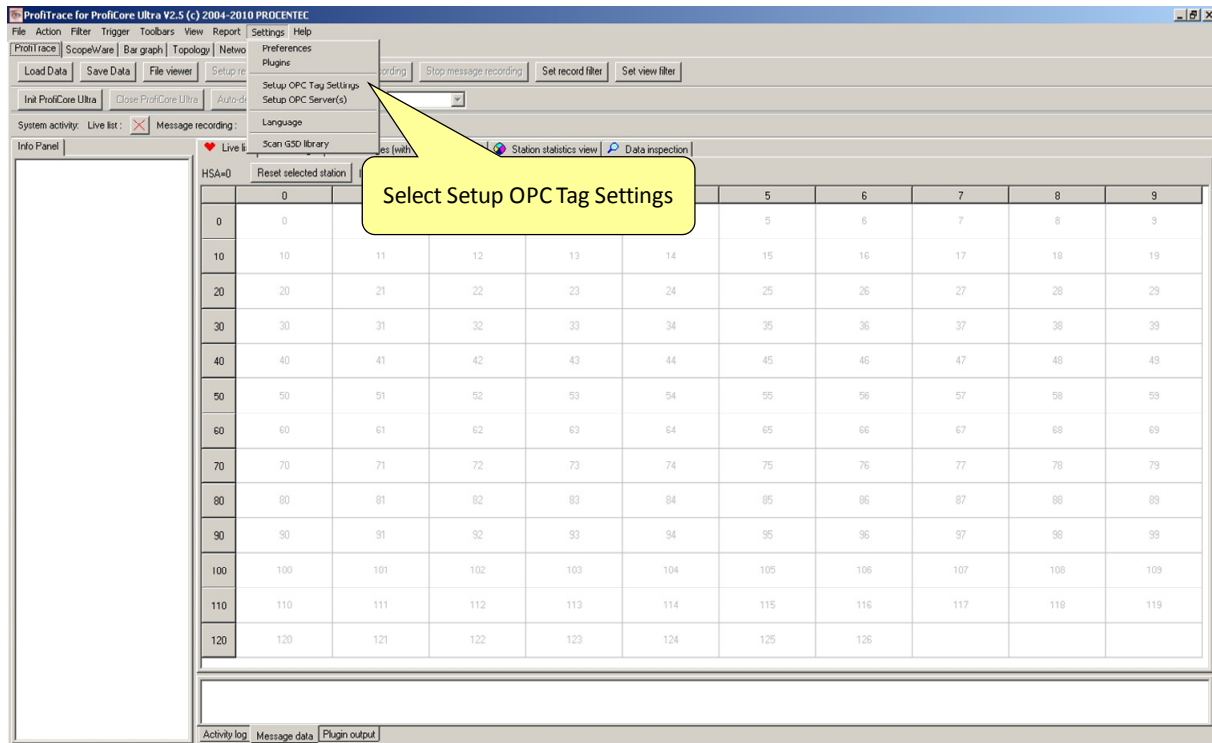 ProfiTrace for ProfiCore Ultra V2.5 (c) 2004-2010 PROCENTEC
File Action Filter Trigger Toolbars View Report Settings Help
ProfiTrace ScopeWare Bar graph Topology Netwo
Preferences
Plugins
Setup OPC Tag Settings
Setup OPC Server(s)
Language
Scan GSD library
Load Data Save Data File viewer Setup re ording Stop message recording Set record filter Set view filter
Init ProfiCore Ultra Close ProfiCore Ultra Auto-de
System activity: Live list : Message recording :
Info Panel Live li es (with Station statistics view Data inspection
HSA=0 Reset selected station
Select Setup OPC Tag Settings
0 5 6 7 8 9
0 0 5 6 7 8 9
10 10 11 12 13 14 15 16 17 18 19
20 20 21 22 23 24 25 26 27 28 29
30 30 31 32 33 34 35 36 37 38 39
40 40 41 42 43 44 45 46 47 48 49
50 50 51 52 53 54 55 56 57 58 59
60 60 61 62 63 64 65 66 67 68 69
70 70 71 72 73 74 75 76 77 78 79
80 80 81 82 83 84 85 86 87 88 89
90 90 91 92 93 94 95 96 97 98 99
100 100 101 102 103 104 105 106 107 108 109
110 110 111 112 113 114 115 116 117 118 119
120 120 121 122 123 124 125 126
Activity log Message data Plugin output